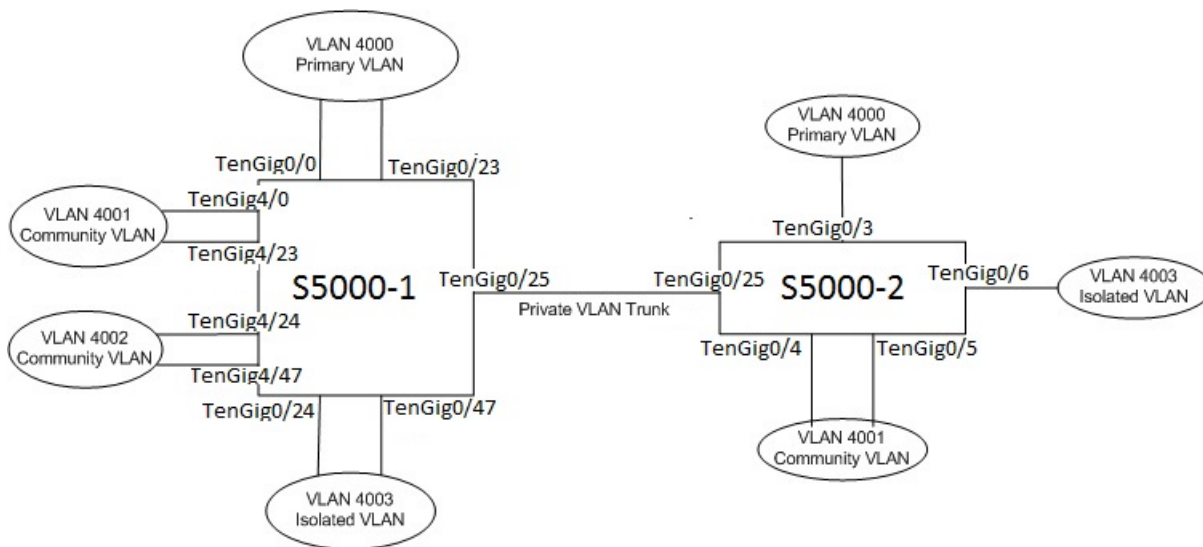 VLAN 4000
Primary VLAN
TenGig0/0
TenGig0/23
VLAN 4001
Community VLAN
TenGig4/0
TenGig4/23
S5000-1
TenGig0/25
VLAN 4002
Community VLAN
TenGig4/24
TenGig4/47
TenGig0/24
TenGig0/47
VLAN 4003
Isolated VLAN
Private VLAN Trunk
VLAN 4000
Primary VLAN
TenGig0/3
TenGig0/25
S5000-2
TenGig0/6
VLAN 4003
Isolated VLAN
TenGig0/4
TenGig0/5
VLAN 4001
Community VLAN